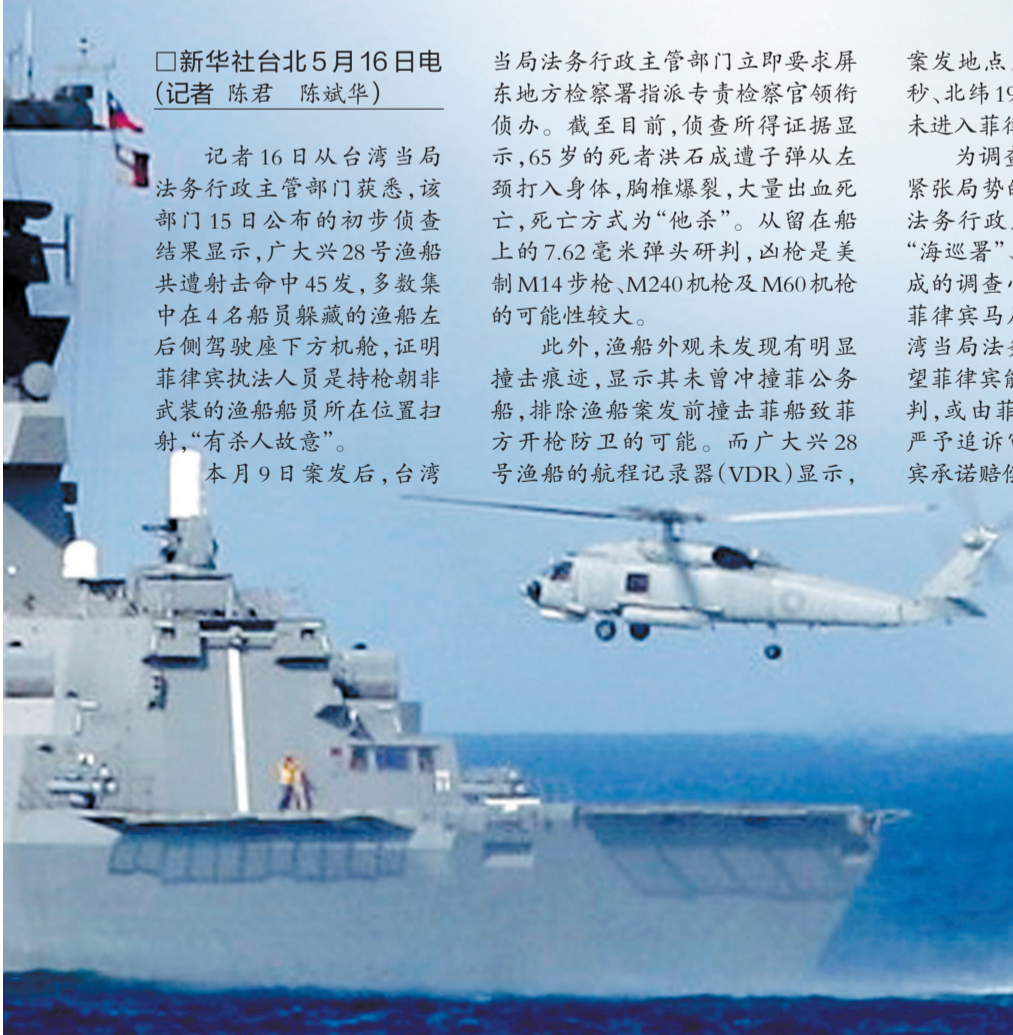 □新华社台北5月16日电
(记者 陈君 陈斌华)
记者16日从台湾当局
法务行政主管部门获悉,该
部门15日公布的初步侦查
结果显示,广大兴28号渔船
共遭射击命中45发,多数集
中在4名船员躲藏的渔船左
后侧驾驶座下方机舱,证明
菲律宾执法人员是持枪朝非
武装的渔船船员所在位置扫
射,“有杀人故意”。
本月9日案发后,台湾
当局法务行政主管部门立即要求屏
东地方检察署指派专责检察官领衔
侦办。截至目前,侦查所得证据显
示,65岁的死者洪石成遭子弹从左
颈打入身体,胸椎爆裂,大量出血死
亡,死亡方式为“他杀”。从留在船
上的7.62毫米弹头研判,凶枪是美
制M14步枪、M240机枪及M60机枪
的可能性较大。
此外,渔船外观未发现有明显
撞击痕迹,显示其未曾冲撞菲公务
船,排除渔船案发前撞击菲船致菲
方开枪防卫的可能。而广大兴28
号渔船的航程记录器(VDR)显示,
案发地点
秒、北纬19
未进入菲律
为调查
紧张局势的
法务行政
“海巡署”、
成的调查
菲律宾马
湾当局法务
望菲律宾能
判,或由菲
严予追诉
宾承诺赔偿